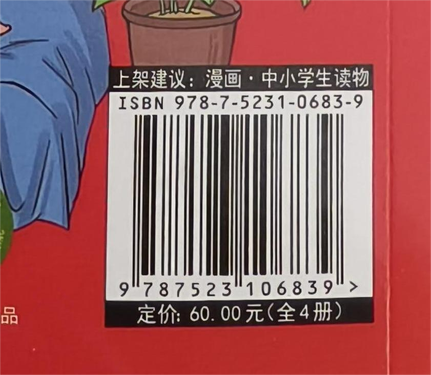 上架建议：漫画·中小学生读物
ISBN 978-7-5231-0683-9
9 787523 106839 >
定价: 60.00元(全4册)
品